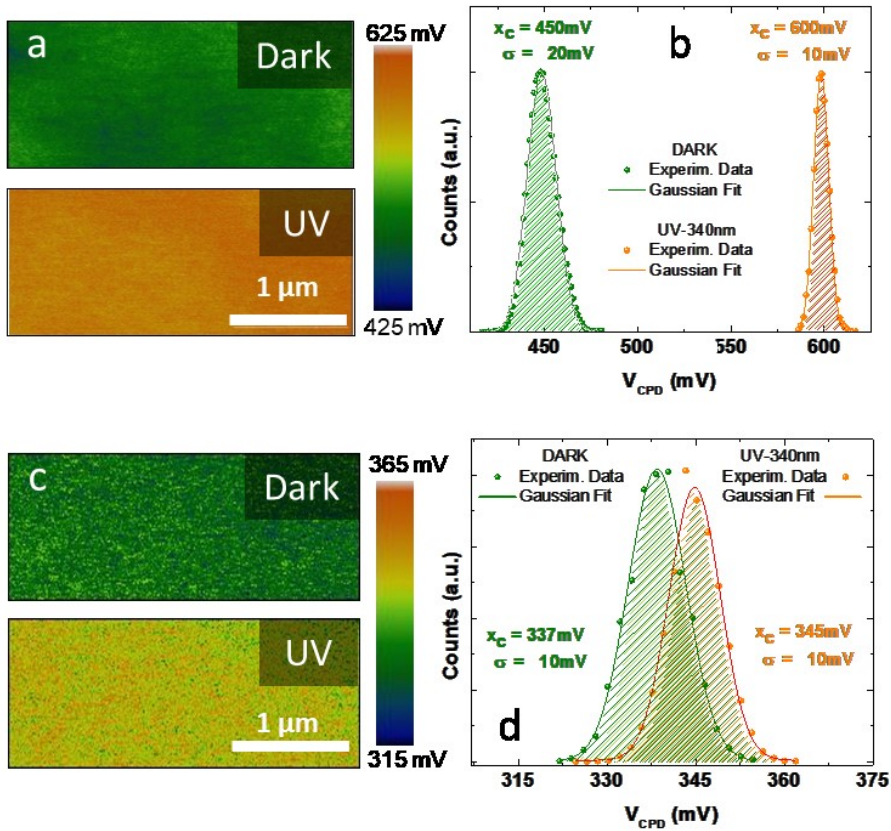 a
Dark
625 mV
UV
1 μm
425 mV
b
x_C = 450mV
σ = 20mV
x_C = 600mV
σ = 10mV
DARK
Experim. Data
Gaussian Fit
UV-340nm
Experim. Data
Gaussian Fit
Counts (a.u.)
450 500 550 600
V_CPD (mV)
c
Dark
365 mV
UV
1 μm
315 mV
DARK
Experim. Data
Gaussian Fit
UV-340nm
Experim. Data
Gaussian Fit
x_C = 337mV
σ = 10mV
x_C = 345mV
σ = 10mV
d
Counts (a.u.)
315 330 345 360 375
V_CPD (mV)